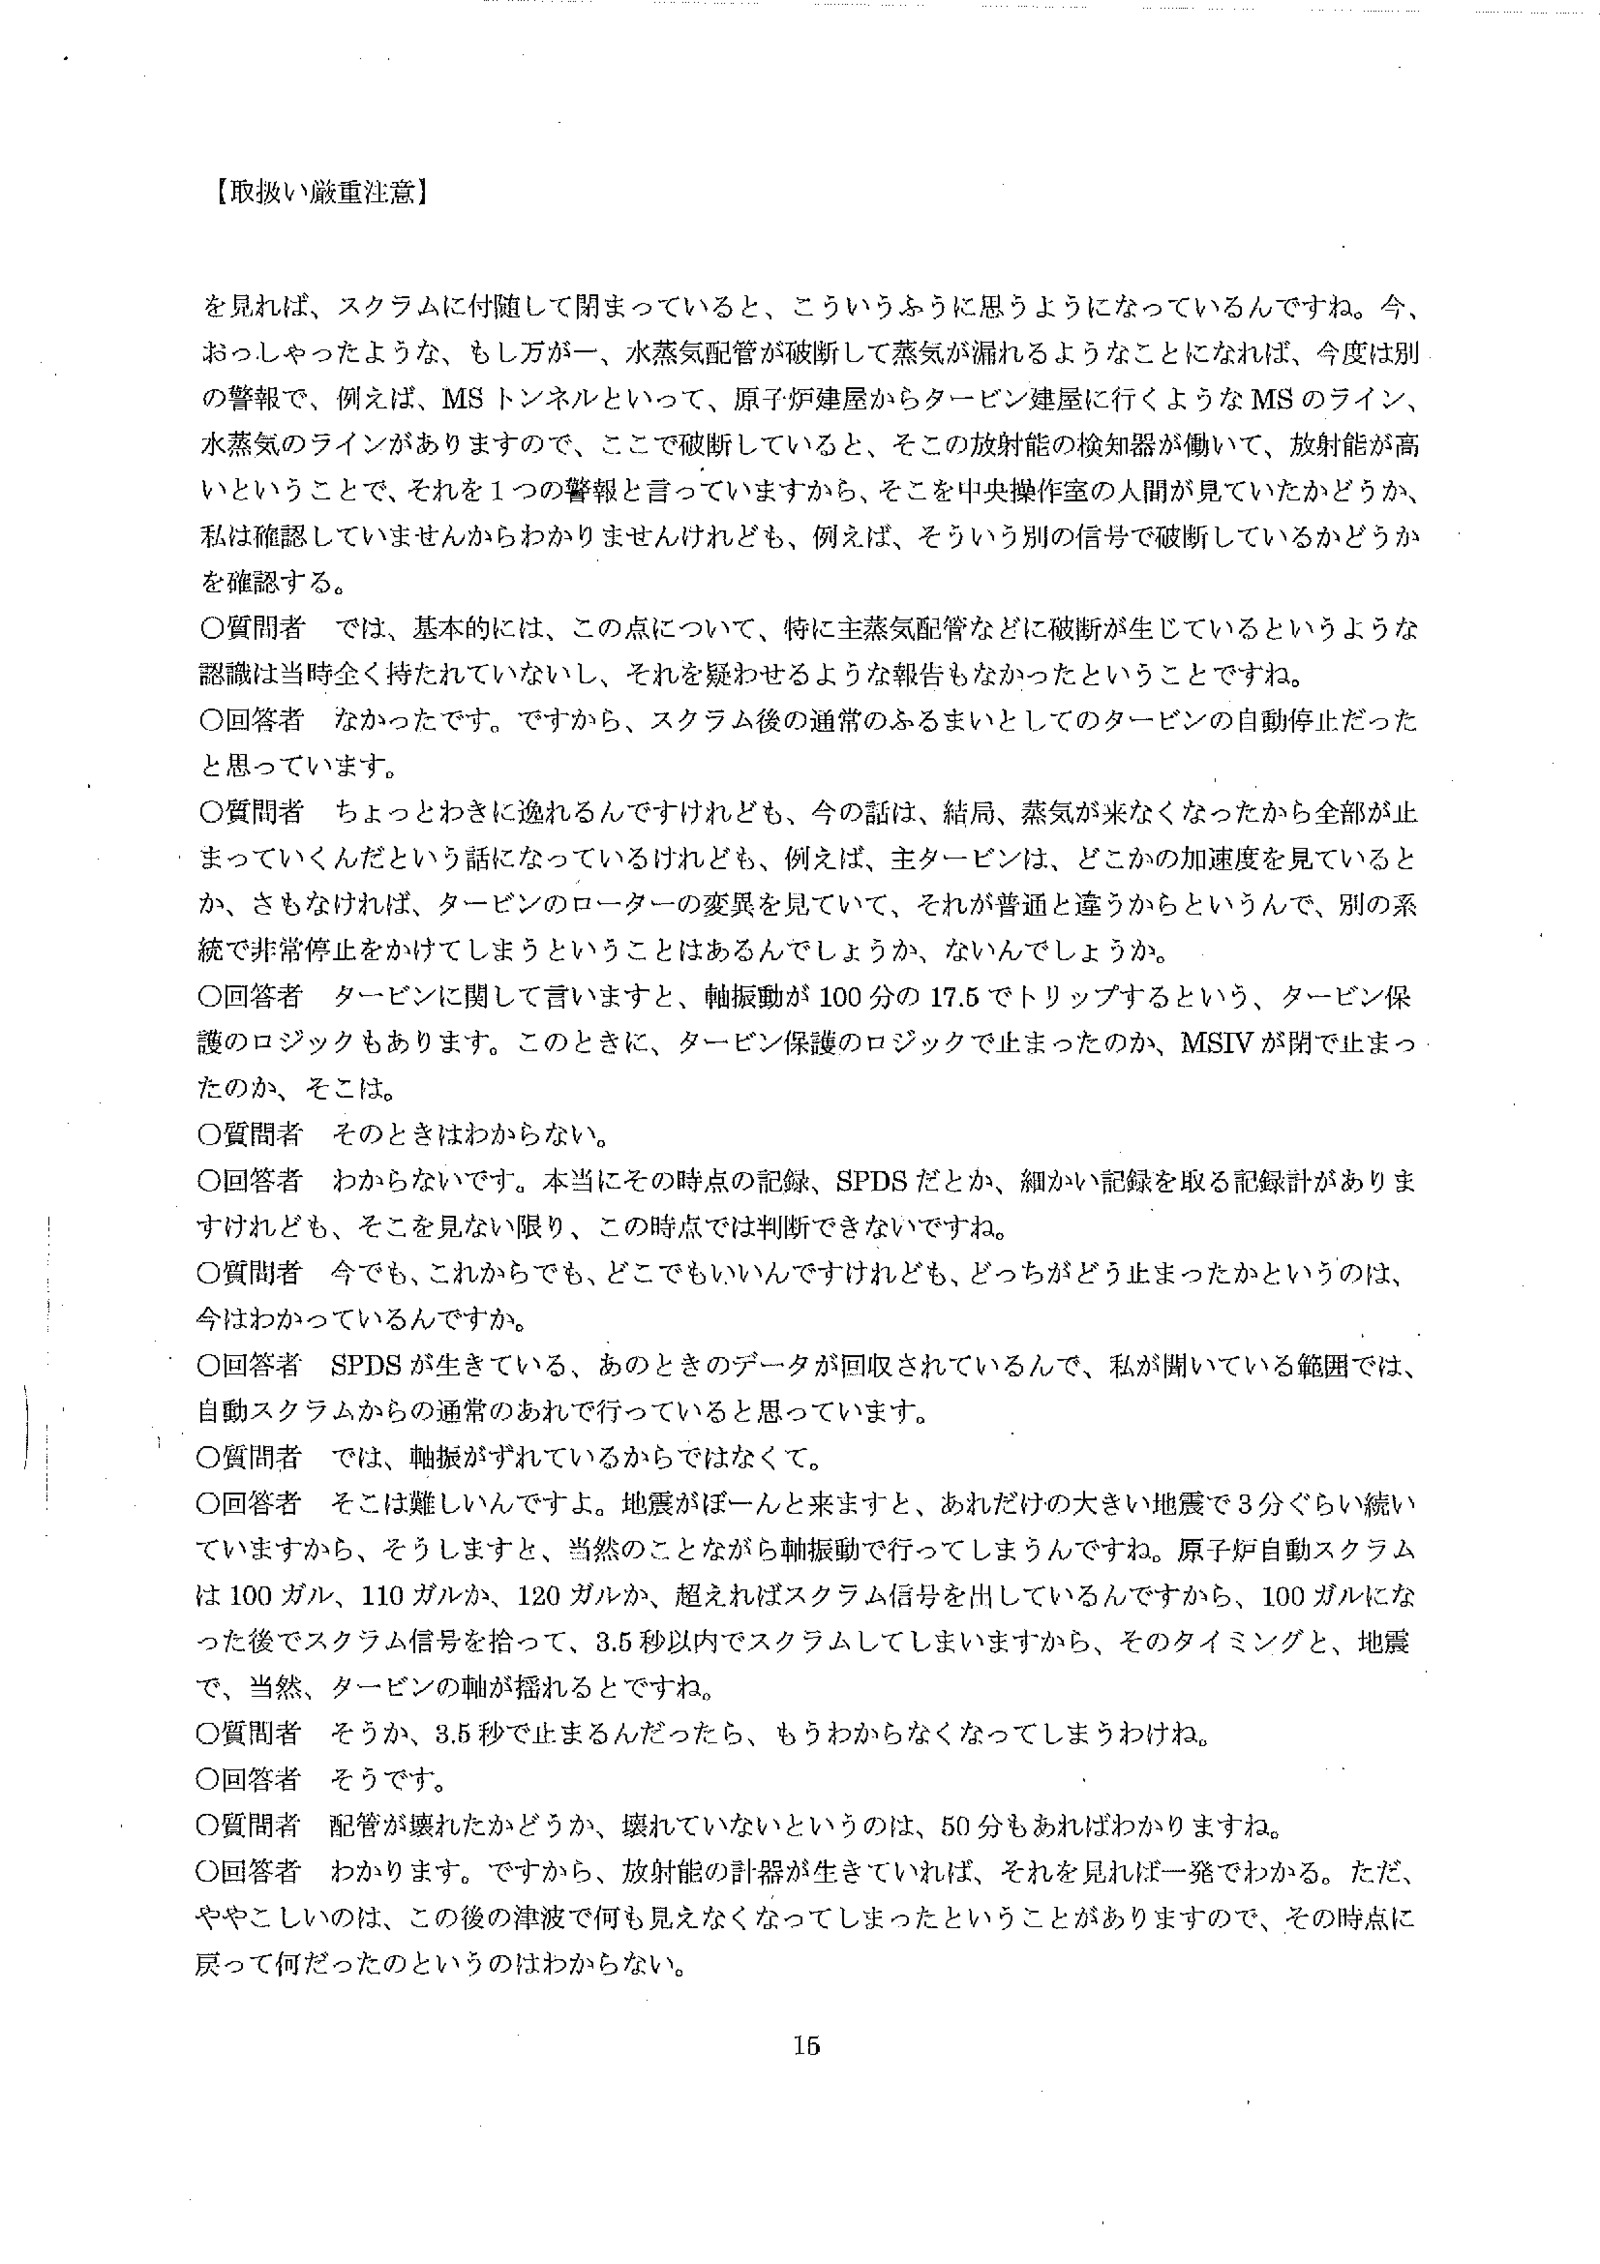 【取扱い厳重注意】
を見れば、スクラムに付随して閉まっていると、こういうふうに思うようになっているんですね。今、
おっしゃったような、もし万が一、水蒸気配管が破断して蒸気が漏れるようなことになれば、今度は別
の警報で、例えば、MS トンネルといって、原子炉建屋からタービン建屋に行くような MS のライン、
水蒸気のラインがありますので、ここで破断していると、そこの放射能の検知器が働いて、放射能が高
いということで、それを１つの警報と言っていますから、そこを中央操作室の人間が見ていたかどうか、
私は確認していませんからわかりませんけれども、例えば、そういう別の信号で破断しているかどうか
を確認する。
○質問者　では、基本的には、この点について、特に主蒸気配管などに破断が生じているというような
認識は当時全く持たれていないし、それを疑わせるような報告もなかったということですね。
○回答者　なかったです。ですから、スクラム後の通常のふるまいとしてのタービンの自動停止だった
と思っています。
○質問者　ちょっとわきに逸れるんですけれども、今の話は、結局、蒸気が来なくなったから全部が止
まっていくんだという話になっているけれども、例えば、主タービンは、どこかの加速度を見ていると
か、さもなければ、タービンのローターの変異を見ていて、それが普通と違うからというんで、別の系
統で非常停止をかけてしまうということはあるんでしょうか、ないんでしょうか。
○回答者　タービンに関して言いますと、軸振動が 100 分の 17.5 でトリップするという、タービン保
護のロジックもあります。このときに、タービン保護のロジックで止まったのか、MSIV が閉で止まっ
たのか、そこは。
○質問者　そのときはわからない。
○回答者　わからないです。本当にその時点の記録、SPDS だとか、細かい記録を取る記録計がありま
すけれども、そこを見ない限り、この時点では判断できないですね。
○質問者　今でも、これからでも、どこでもいいんですけれども、どっちがどう止まったかというのは、
今はわかっているんですか。
○回答者　SPDS が生きている、あのときのデータが回収されているんで、私が聞いている範囲では、
自動スクラムからの通常のあれで行っていると思っています。
○質問者　では、軸振がずれているからではなくて。
○回答者　そこは難しいんですよ。地震がぼーんと来ますと、あれだけの大きい地震で３分ぐらい続い
ていますから、そうしますと、当然のことながら軸振動で行ってしまうんですね。原子炉自動スクラム
は 100 ガル、110 ガルか、120 ガルか、超えればスクラム信号を出しているんですから、100 ガルにな
った後でスクラム信号を拾って、3.5 秒以内でスクラムしてしまいますから、そのタイミングと、地震
で、当然、タービンの軸が揺れるとですね。
○質問者　そうか、3.5 秒で止まるんだったら、もうわからなくなってしまうわけね。
○回答者　そうです。
○質問者　配管が壊れたかどうか、壊れていないというのは、50 分もあればわかりますね。
○回答者　わかります。ですから、放射能の計器が生きていれば、それを見れば一発でわかる。ただ、
ややこしいのは、この後の津波で何も見えなくなってしまったということがありますので、その時点に
戻って何だったのというのはわからない。
15